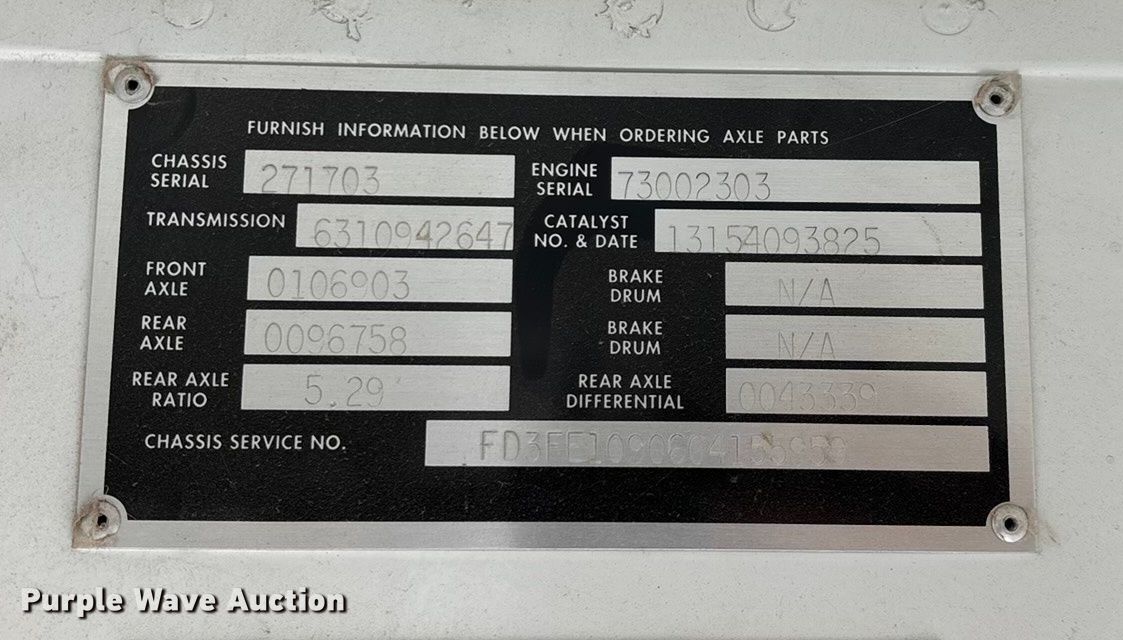 FURNISH INFORMATION BELOW WHEN ORDERING AXLE PARTS
CHASSIS SERIAL 271703
ENGINE SERIAL 73002303
TRANSMISSION 6310942647
CATALYST NO. & DATE 13154093825
FRONT AXLE 0106903
BRAKE DRUM N/A
REAR AXLE 0096758
BRAKE DRUM N/A
REAR AXLE RATIO 5.29
REAR AXLE DIFFERENTIAL 0043339
CHASSIS SERVICE NO.
Purple Wave Auction